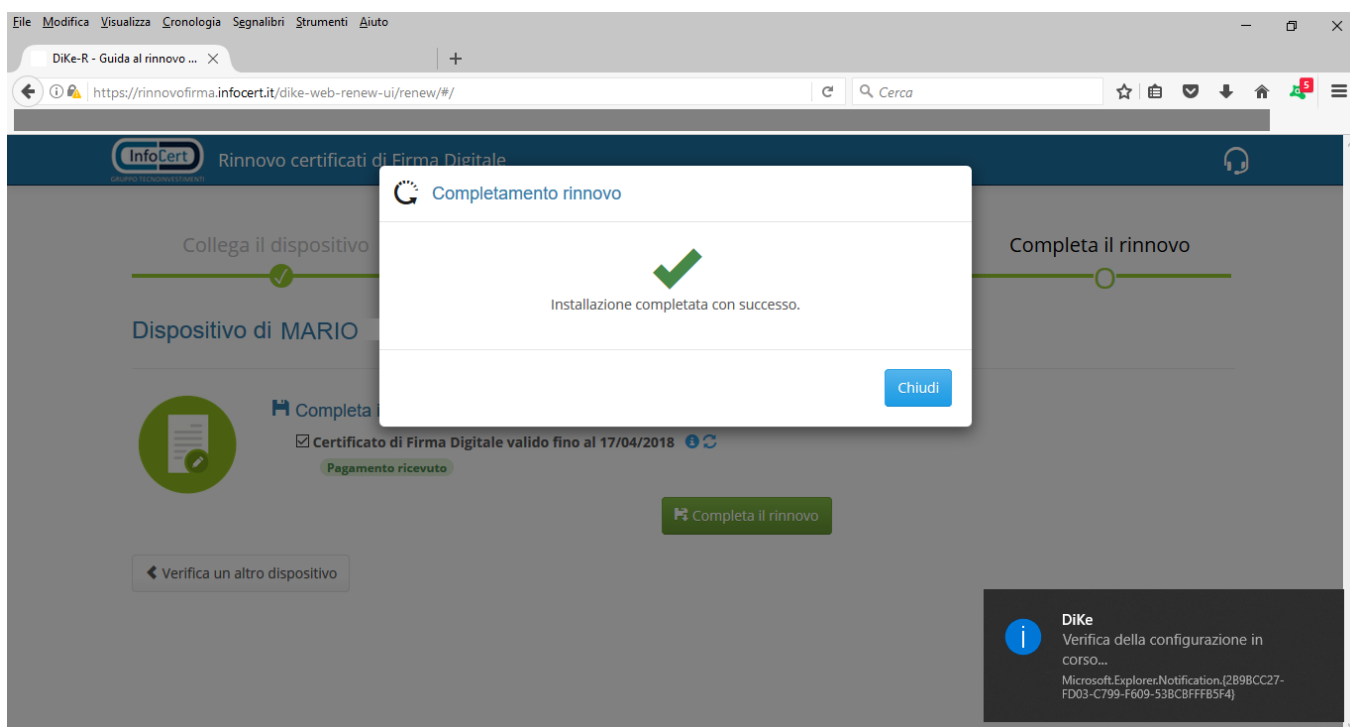 File Modifica Visualizza Cronologia Segnalibri Strumenti Aiuto
DiKe-R - Guida al rinnovo ...
https://rinnovofirma.infocert.it/dike-web-renew-ui/renew/#/
Cerca
5
InfoCert
GRUPPO TECNOINVESTIMENTI
Rinnovo certificati di Firma Digitale
Completamento rinnovo
Installazione completata con successo.
Chiudi
Collega il dispositivo
Completa il rinnovo
Dispositivo di MARIO
Completa i
Certificato di Firma Digitale valido fino al 17/04/2018
Pagamento ricevuto
Completa il rinnovo
Verifica un altro dispositivo
DiKe
Verifica della configurazione in
corso...
Microsoft.Explorer.Notification.{2B9BCC27-
FD03-C799-F609-53BCBFFFB5F4}